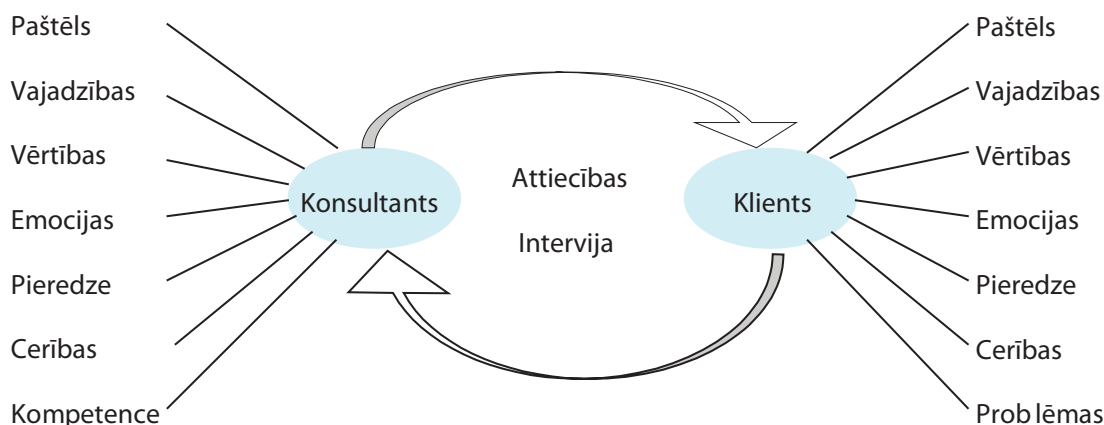 Paštēls
Vajadzības
Vērtības
Emocijas
Pieredze
Cerības
Kompetence
Konsultants
Attiecības
Intervija
Klients
Paštēls
Vajadzības
Vērtības
Emocijas
Pieredze
Cerības
Prob lēmas